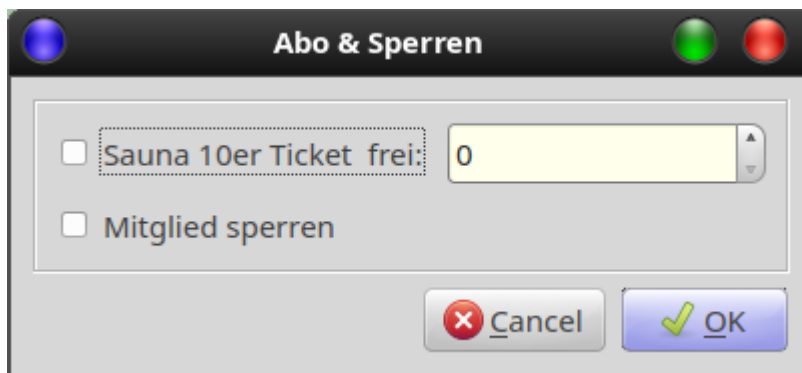 Abo & Sperren
Sauna 10er Ticket frei: 0
Mitglied sperren
Cancel OK